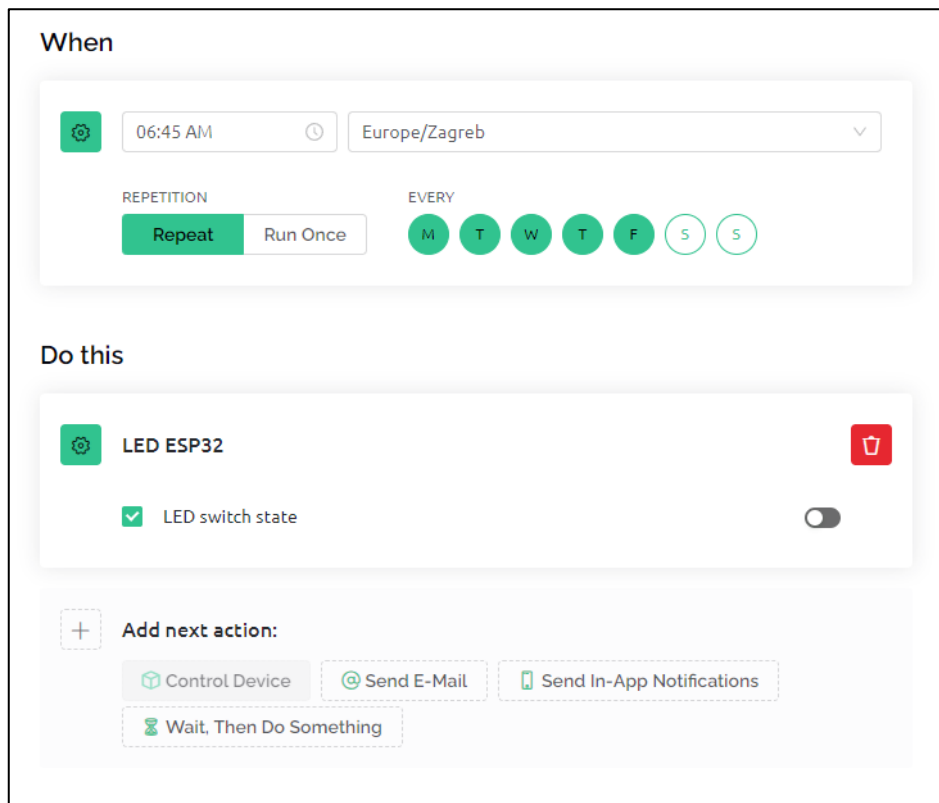 When
06:45 AM
Europe/Zagreb
REPETITION
EVERY
Repeat
Run Once
M T W T F S S
Do this
LED ESP32
LED switch state
Add next action:
Control Device
Send E-Mail
Send In-App Notifications
Wait, Then Do Something